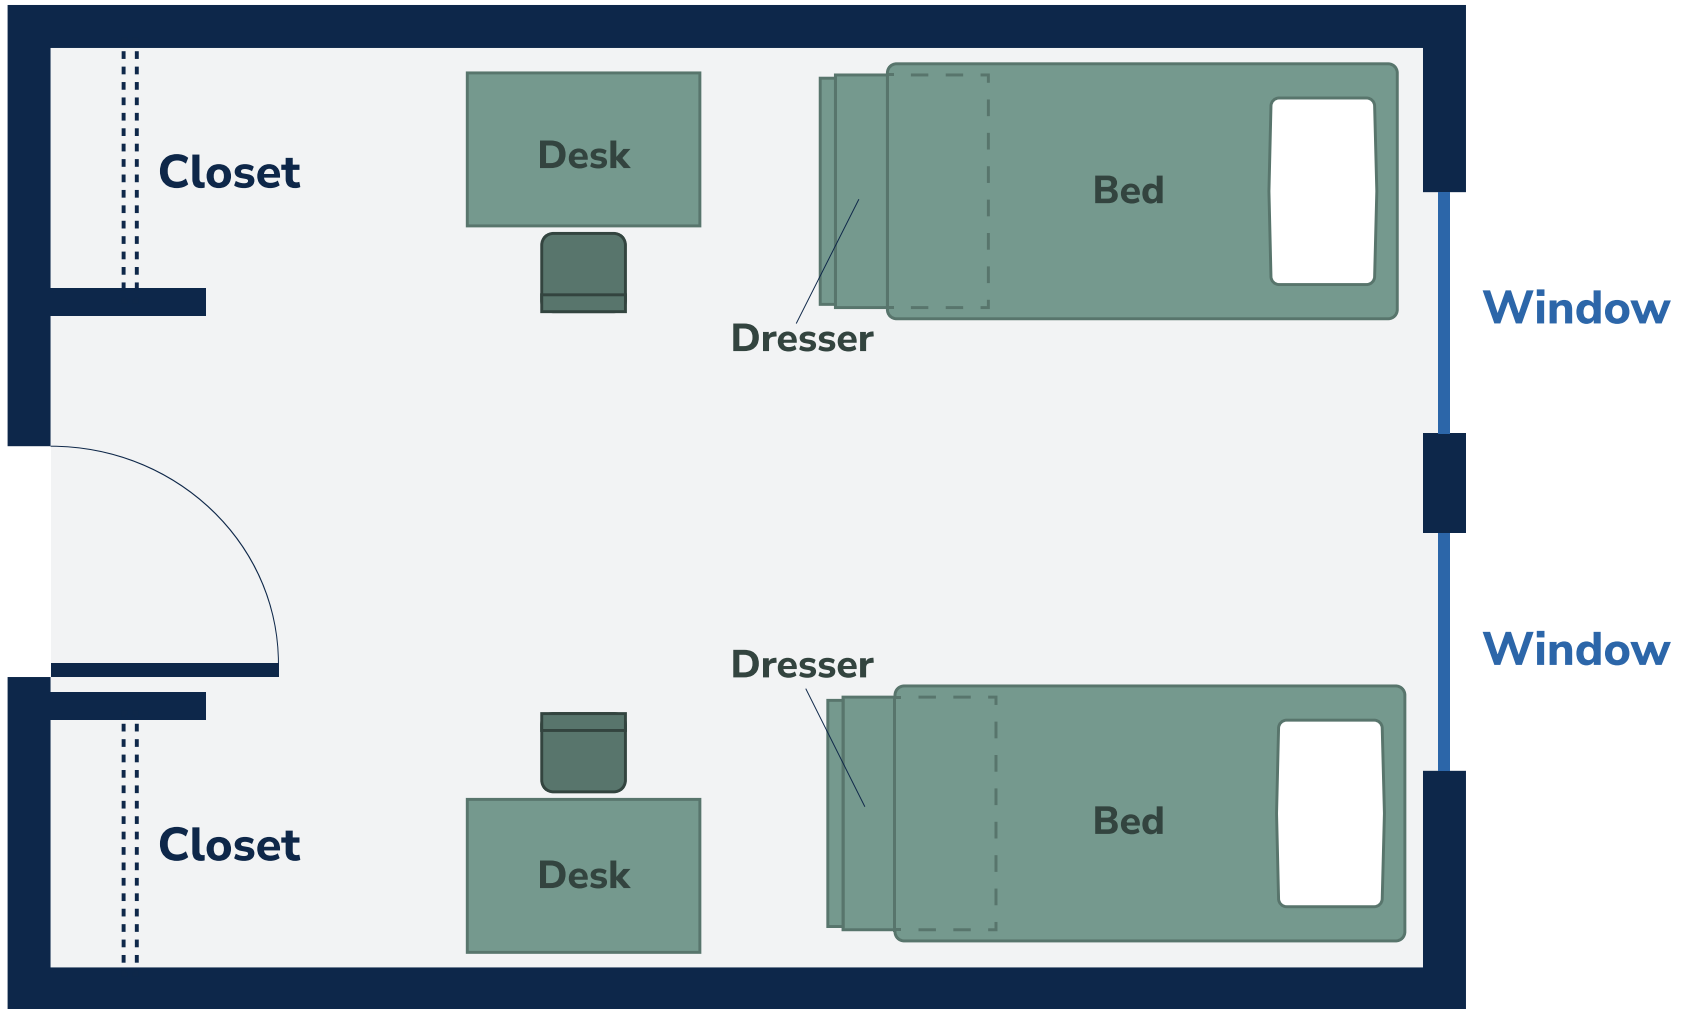 Closet
Desk
Bed
Dresser
Window
Dresser
Window
Closet
Desk
Bed